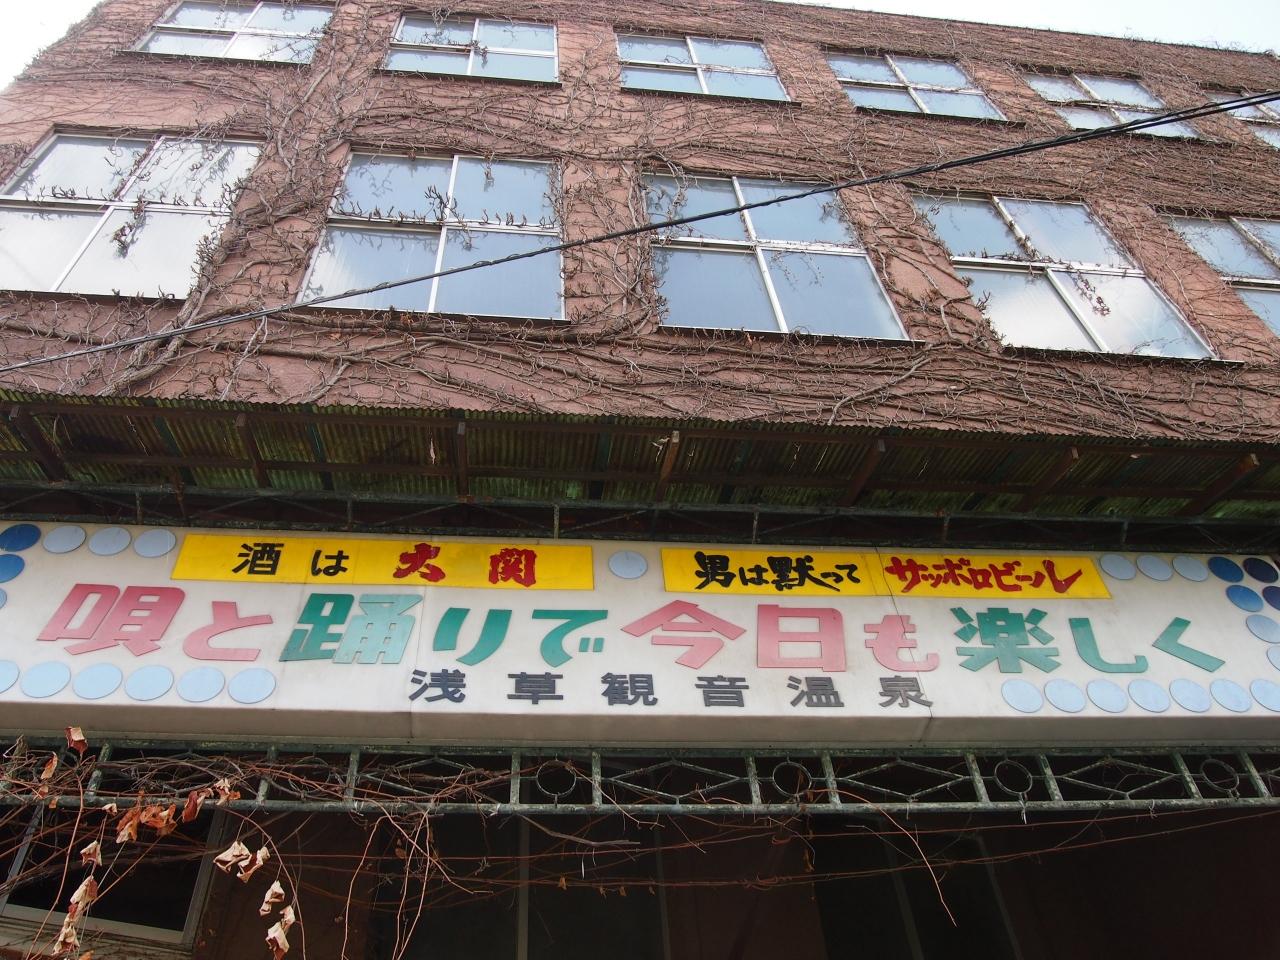 酒は大関
男は黙ってサッポロビール
唄と踊りで今日も楽しく
浅草観音温泉